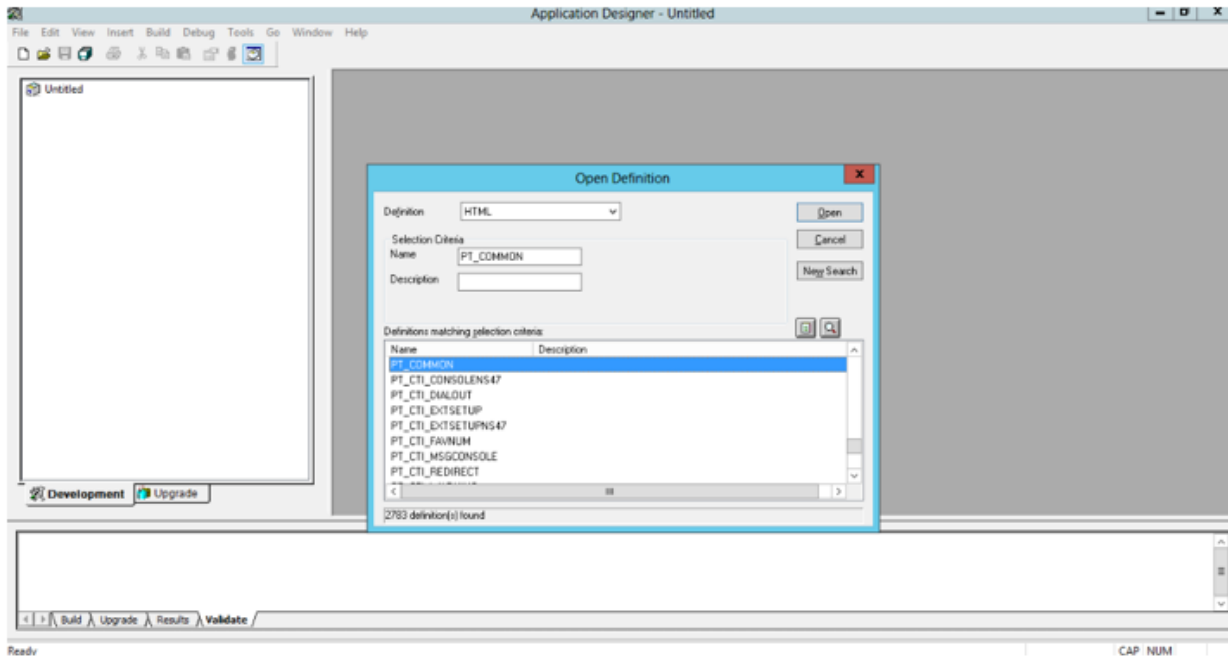 Application Designer - Untitled
File Edit View Insert Build Debug Tools Go Window Help
Untitled
Open Definition
Definition HTML Open
Selection Criteria Cancel
Name PT_COMMON
New Search
Description
Definitions matching selection criteria:
Name Description
PT_COMMON
PT_CTI_CONSOLENS47
PT_CTI_DIALOUT
PT_CTI_EXTSETUP
PT_CTI_EXTSETUPNS47
PT_CTI_FAVNUM
PT_CTI_MSGCONSOLE
PT_CTI_REDIRECT
Development Upgrade
2783 definition(s) found
Build Upgrade Results Validate
Ready CAP NUM